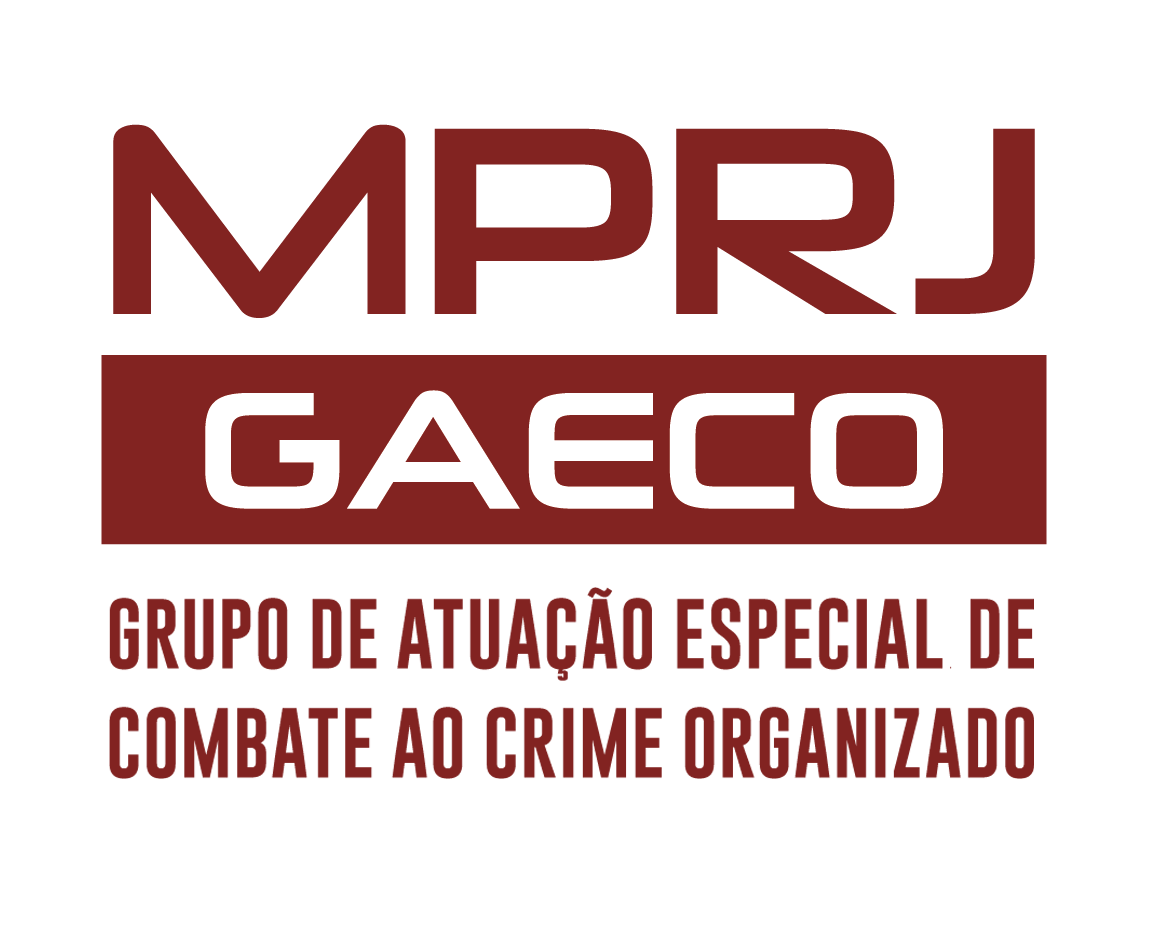 MPRJ
GAECO
GRUPO DE ATUAÇÃO ESPECIAL DE
COMBATE AO CRIME ORGANIZADO